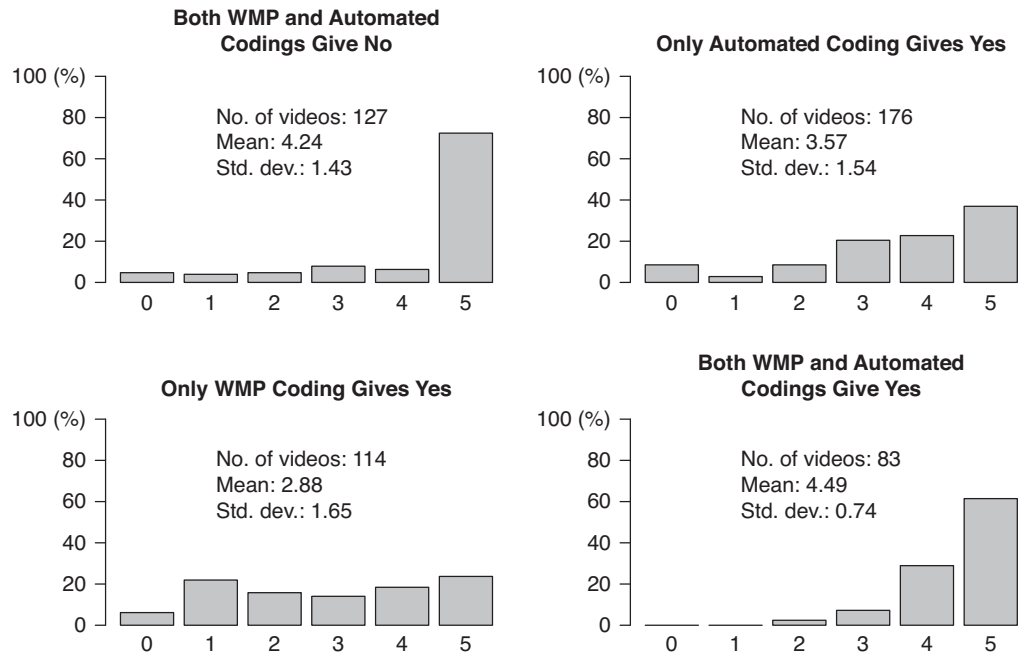 Both WMP and Automated
Codings Give No
100 (%)
80
60
40
20
0
No. of videos: 127
Mean: 4.24
Std. dev.: 1.43
0 1 2 3 4 5
Only Automated Coding Gives Yes
100 (%)
80
60
40
20
0
No. of videos: 176
Mean: 3.57
Std. dev.: 1.54
0 1 2 3 4 5
Only WMP Coding Gives Yes
100 (%)
80
60
40
20
0
No. of videos: 114
Mean: 2.88
Std. dev.: 1.65
0 1 2 3 4 5
Both WMP and Automated
Codings Give Yes
100 (%)
80
60
40
20
0
No. of videos: 83
Mean: 4.49
Std. dev.: 0.74
0 1 2 3 4 5